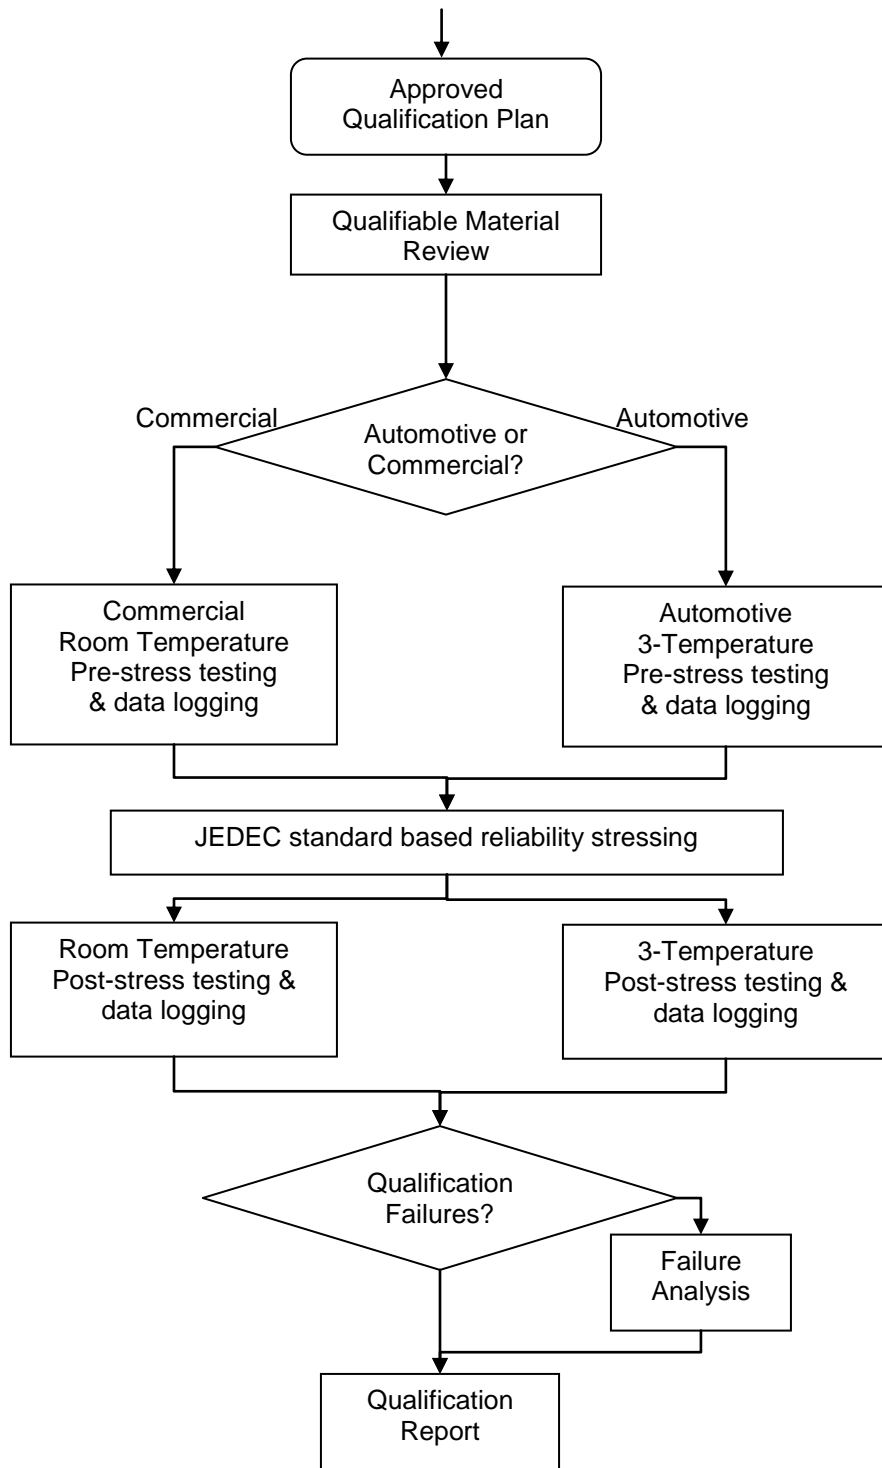 Approved
Qualification Plan
Qualifiable Material
Review
Commercial
Automotive
Automotive or
Commercial?
Commercial
Room Temperature
Pre-stress testing
& data logging
Automotive
3-Temperature
Pre-stress testing
& data logging
JEDEC standard based reliability stressing
Room Temperature
Post-stress testing &
data logging
3-Temperature
Post-stress testing &
data logging
Qualification
Failures?
Failure
Analysis
Qualification
Report